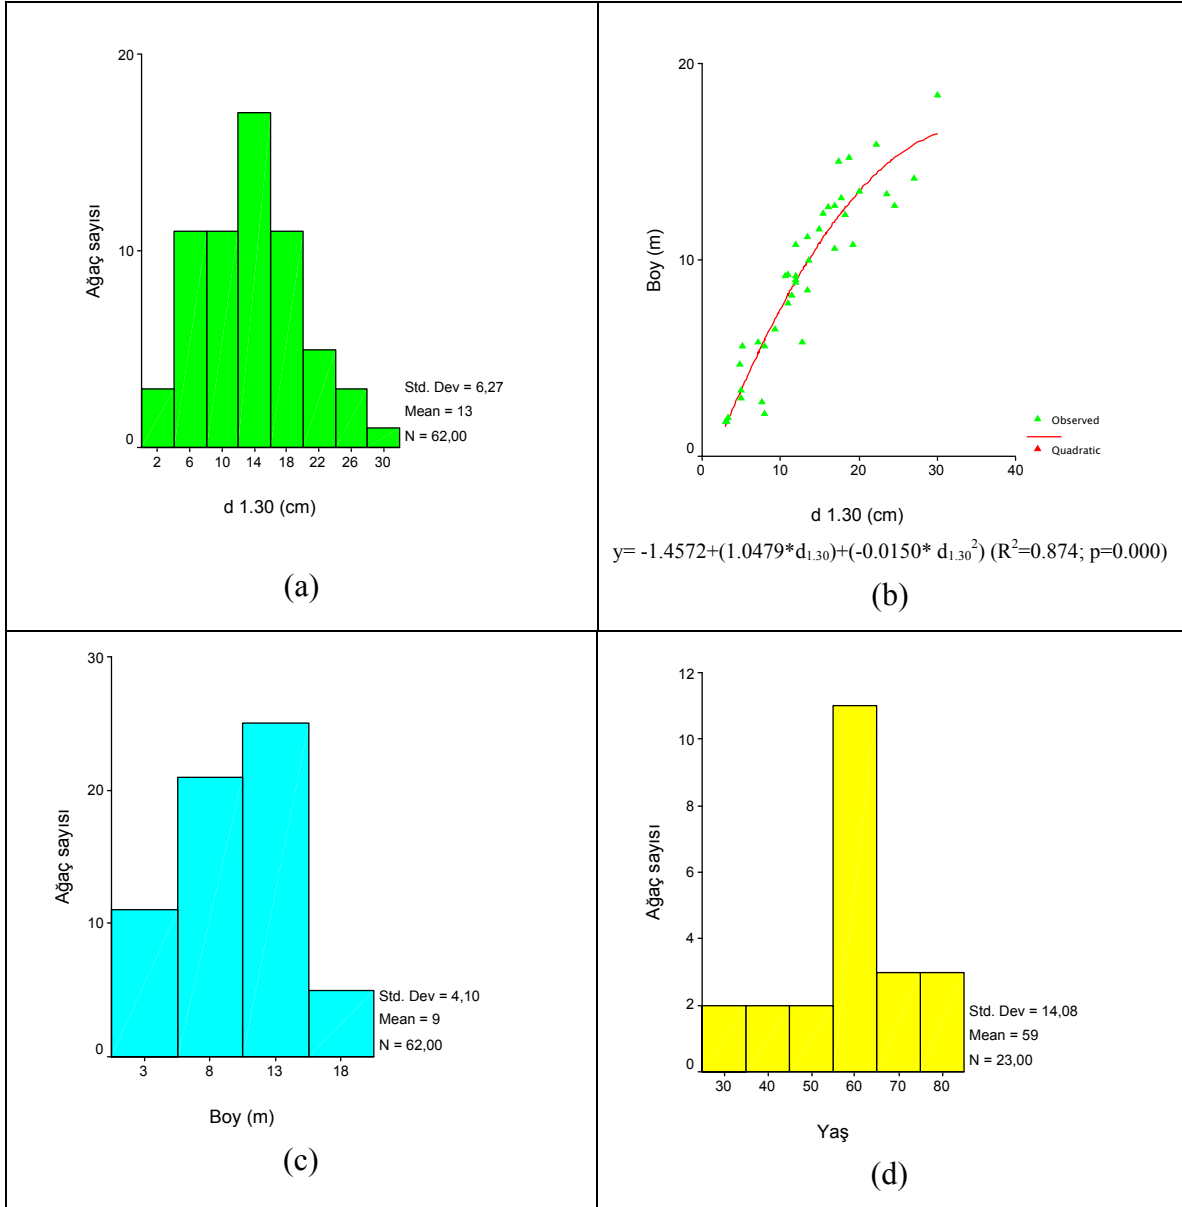 20
10
0
Ağaç sayısı
2 6 10 14 18 22 26 30
d 1.30 (cm)
Std. Dev = 6,27
Mean = 13
N = 62,00
(a)
20
10
0
Boy (m)
0 10 20 30 40
d 1.30 (cm)
Observed
Quadratic
y= -1.4572+(1.0479*d1.30)+(-0.0150* d1.30²) (R²=0.874; p=0.000)
(b)
30
20
10
0
Ağaç sayısı
3 8 13 18
Boy (m)
Std. Dev = 4,10
Mean = 9
N = 62,00
(c)
12
10
8
6
4
2
0
Ağaç sayısı
30 40 50 60 70 80
Yaş
Std. Dev = 14,08
Mean = 59
N = 23,00
(d)